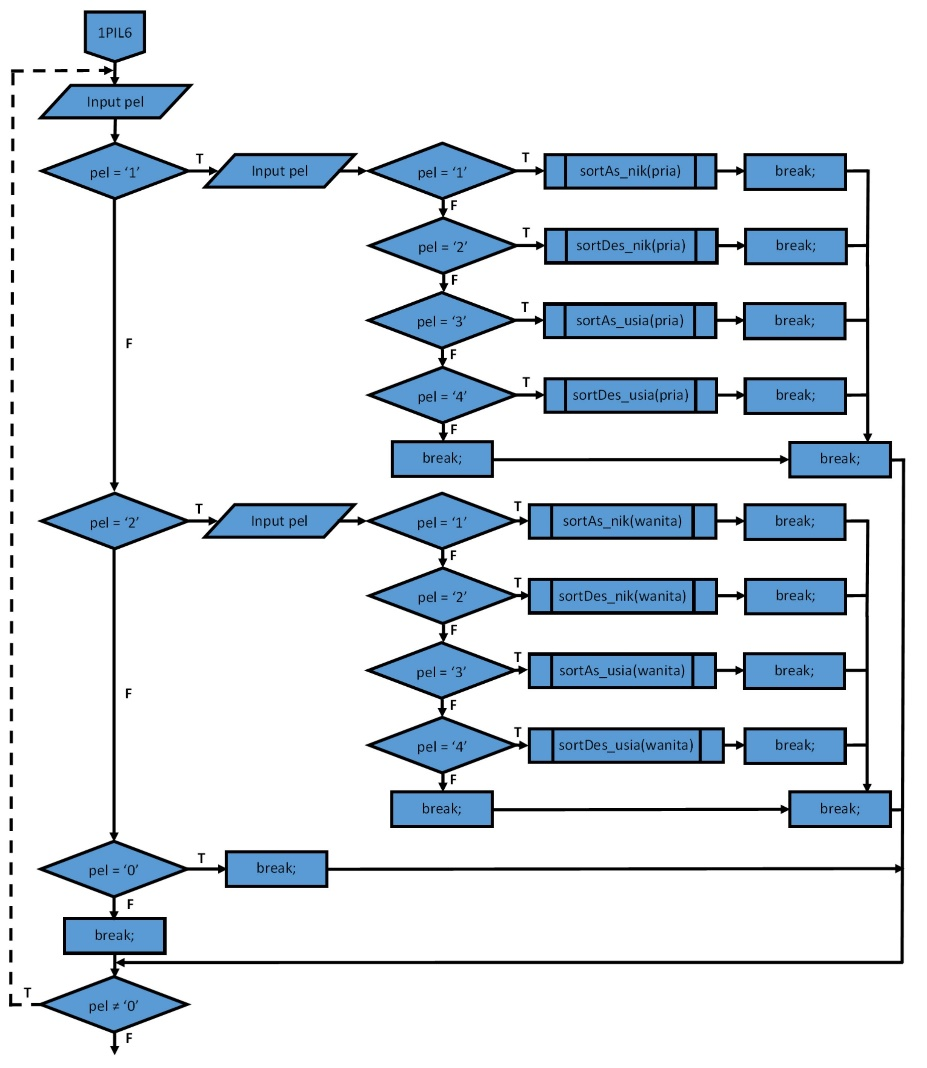 1PIL6
Input pel
pel = ‘1’
T
Input pel
pel = ‘1’
T
sortAs_nik(pria)
break;
F
pel = ‘2’
T
sortDes_nik(pria)
break;
F
pel = ‘3’
T
sortAs_usia(pria)
break;
F
F
pel = ‘4’
T
sortDes_usia(pria)
break;
F
break;
break;
pel = ‘2’
T
Input pel
pel = ‘1’
T
sortAs_nik(wanita)
break;
F
pel = ‘2’
T
sortDes_nik(wanita)
break;
F
pel = ‘3’
T
sortAs_usia(wanita)
break;
F
F
pel = ‘4’
T
sortDes_usia(wanita)
break;
F
break;
break;
pel = ‘0’
T
break;
F
break;
T
pel ≠ ‘0’
F